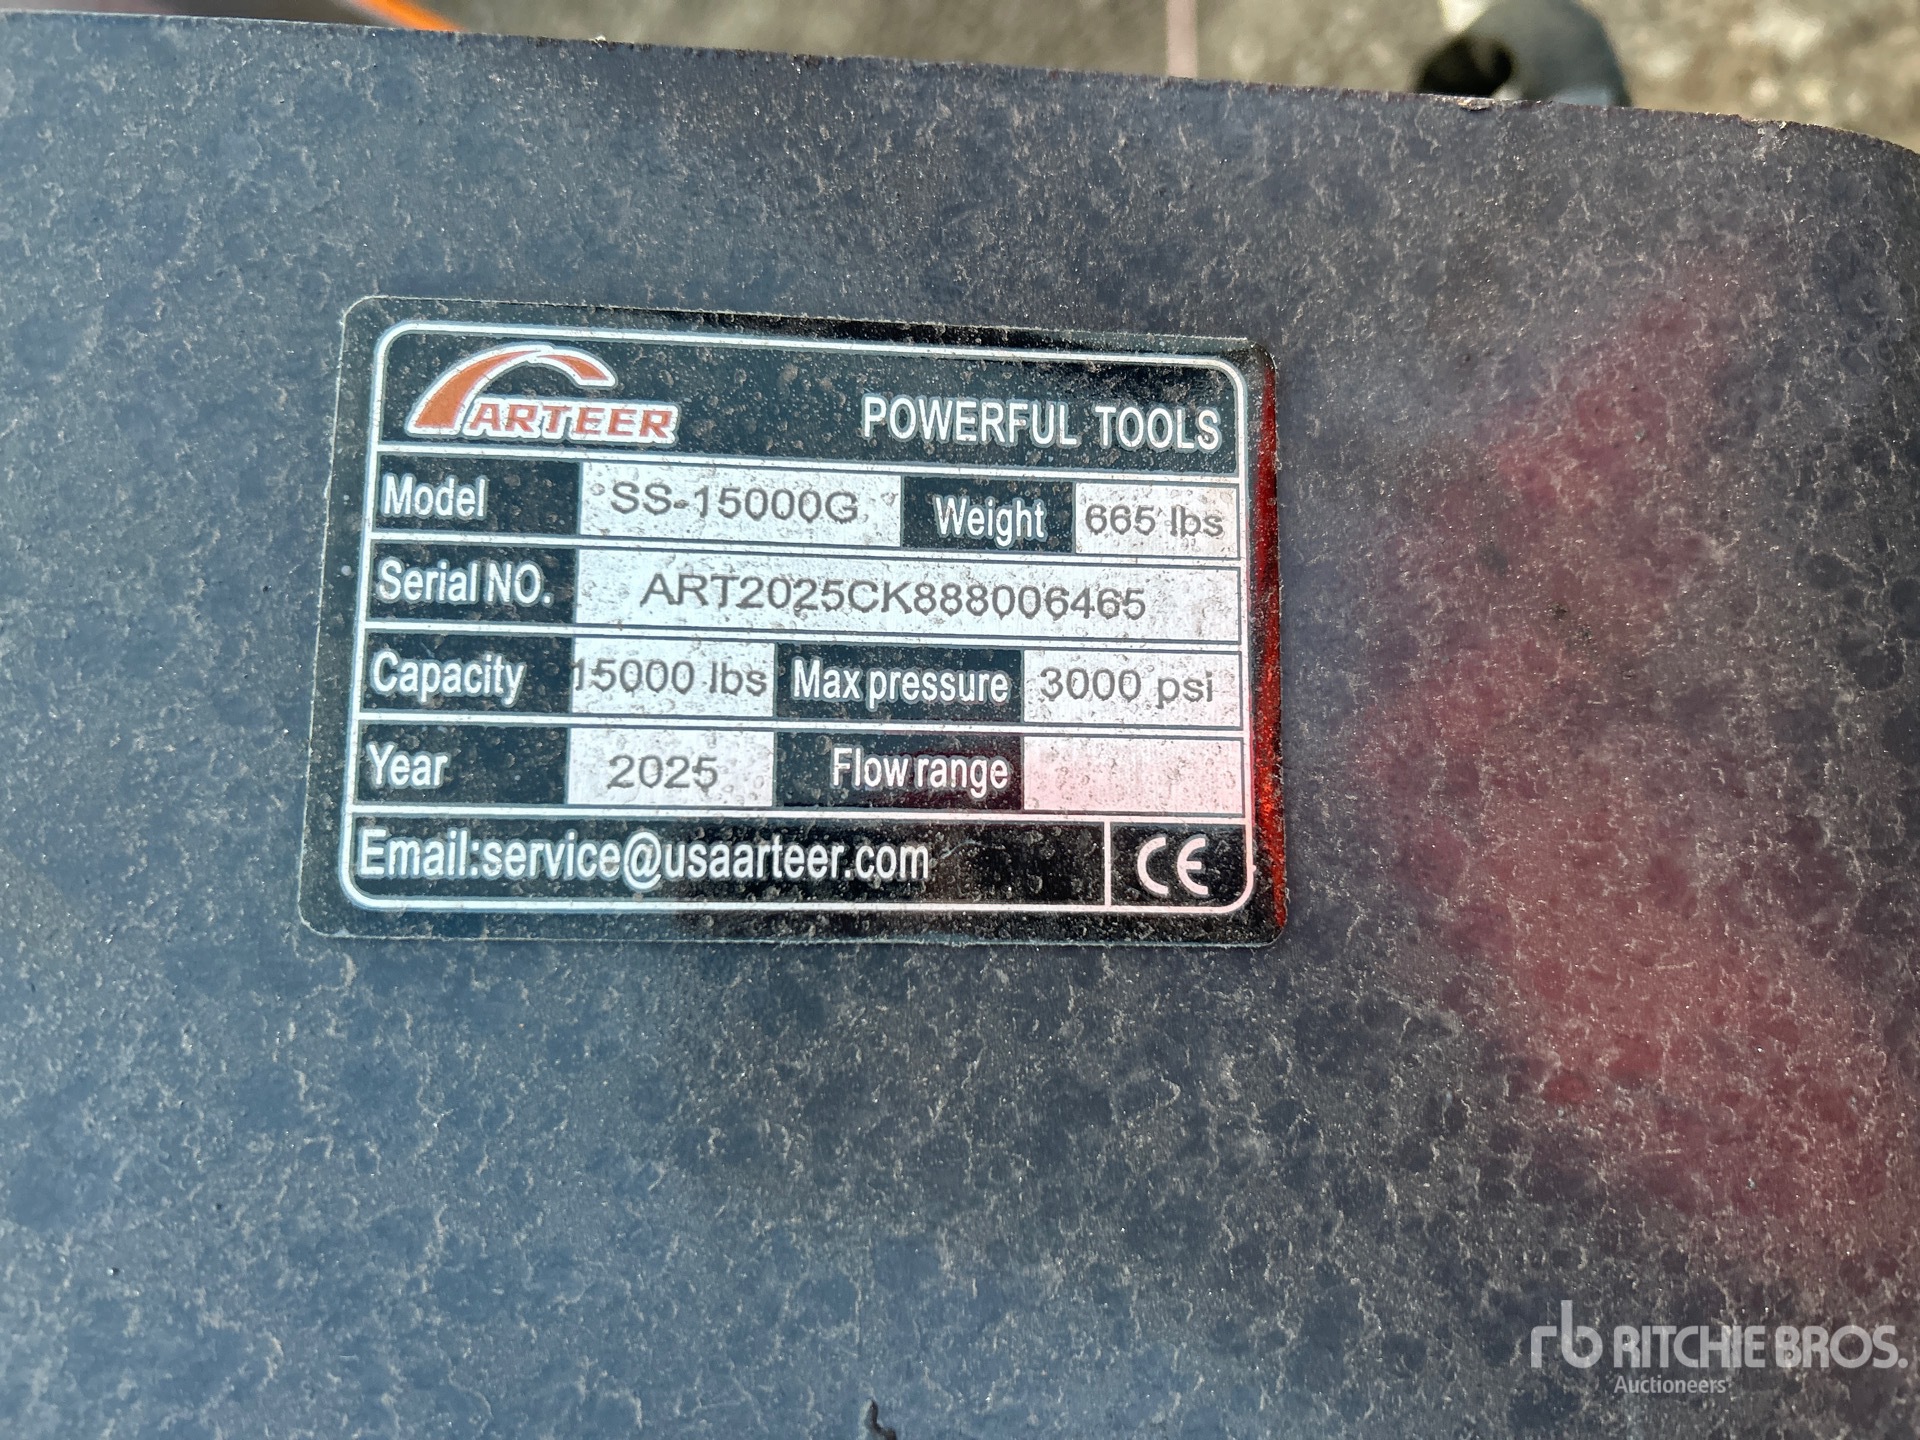 ARTEER POWERFUL TOOLS
Model SS-15000G Weight 665 lbs
Serial NO. ART2025CK888006465
Capacity 15000 lbs Max pressure 3000 psi
Year 2025 Flow range
Email:service@usaarteer.com CE
rb RITCHIE BROS.
Auctioneers